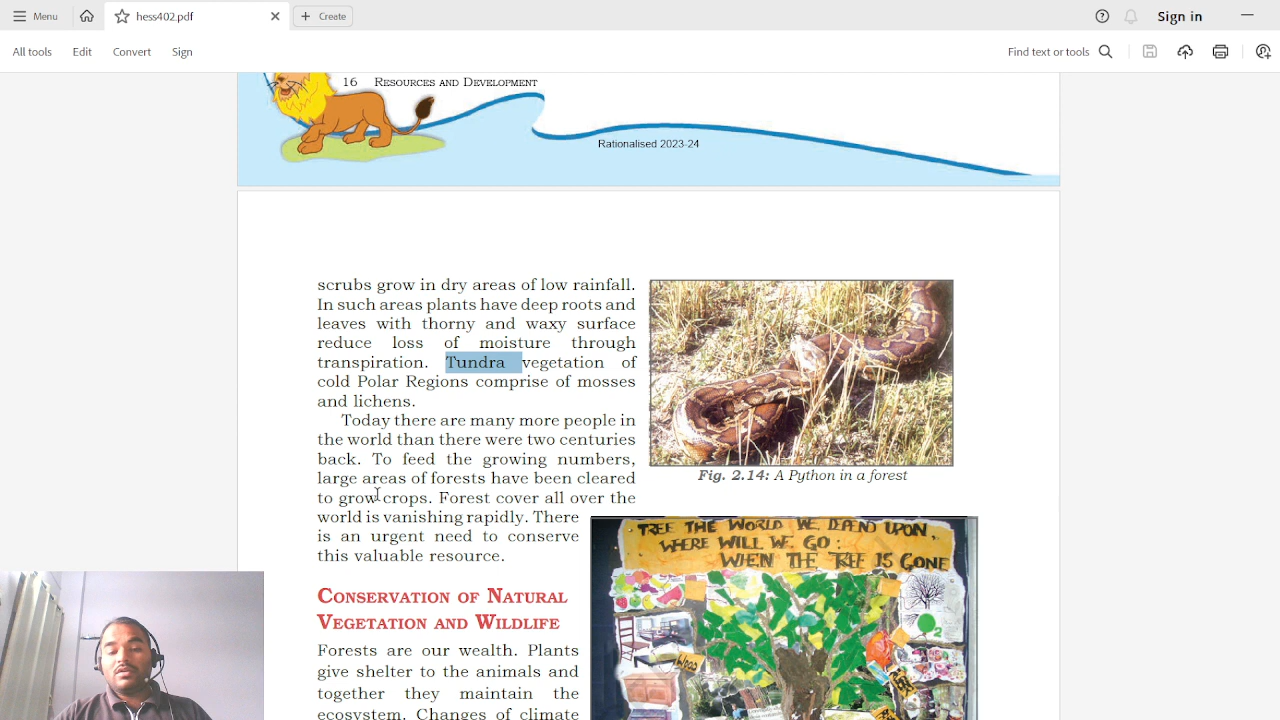 Menu
hess402.pdf
Create
Sign in
All tools Edit Convert Sign
Find text or tools
16 RESOURCES AND DEVELOPMENT
Rationalised 2023-24
scrubs grow in dry areas of low rainfall.
In such areas plants have deep roots and
leaves with thorny and waxy surface
reduce loss of moisture through
transpiration. Tundra vegetation of
cold Polar Regions comprise of mosses
and lichens.
Today there are many more people in
the world than there were two centuries
back. To feed the growing numbers,
large areas of forests have been cleared
to grow crops. Forest cover all over the
world is vanishing rapidly. There
is an urgent need to conserve
this valuable resource.
Fig. 2.14: A Python in a forest
TREE THE WORLD WE DEPEND UPON,
WHERE WILL WE GO :
WHEN THE TREE IS GONE
WOOD
2
CONSERVATION OF NATURAL
VEGETATION AND WILDLIFE
Forests are our wealth. Plants
give shelter to the animals and
together they maintain the
ecosystem. Changes of climate